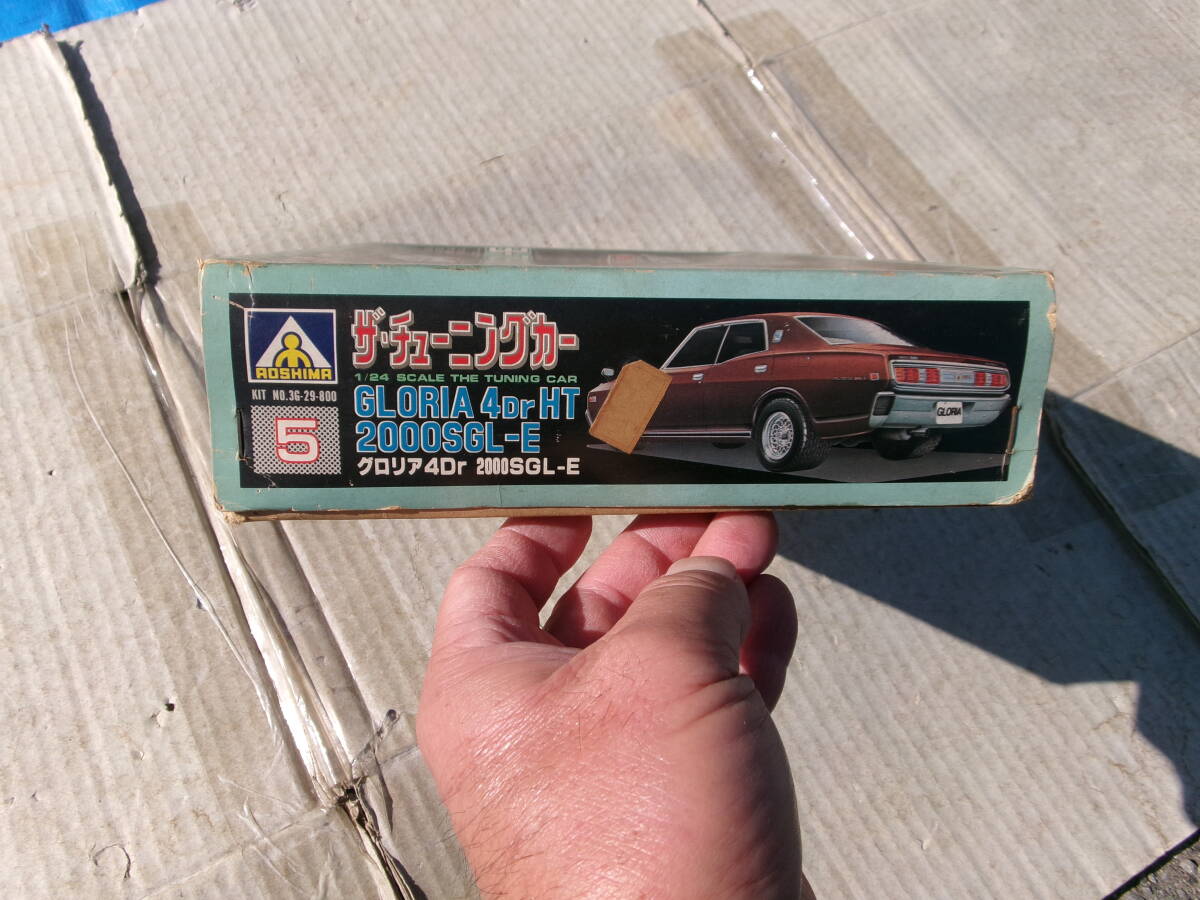 AOSHIMA
KIT NO.3G-29-800
5
ザ・チューニングカー
1/24 SCALE THE TUNING CAR
GLORIA 4Dr HT
2000SGL-E
グロリア4Dr 2000SGL-E
GLORIA